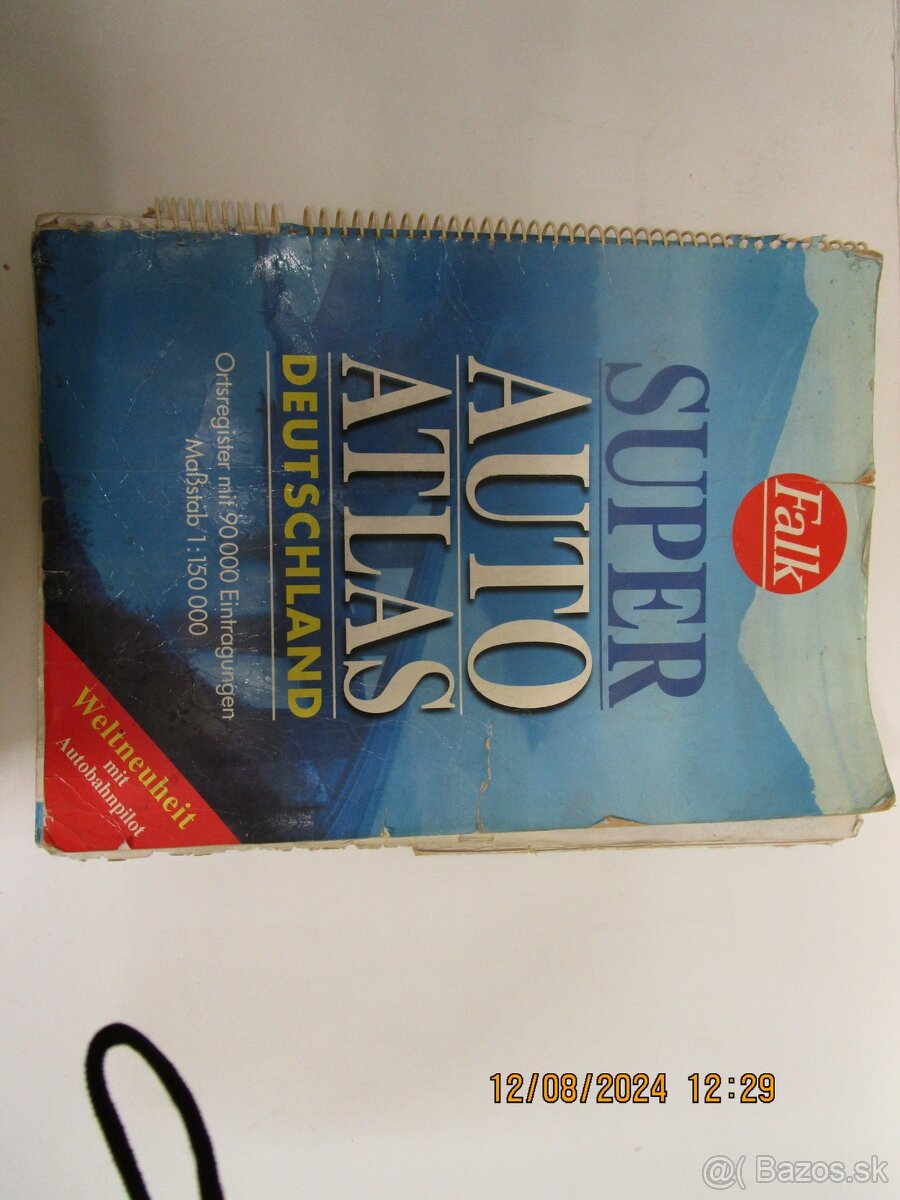 Falk
SUPER
AUTO
ATLAS
DEUTSCHLAND
Ortsregister mit 90 000 Eintragungen
Maßstab 1 : 150 000
Weltneuheit
mit
Autobahnpilot
12/08/2024 12:29
@( Bazos.sk